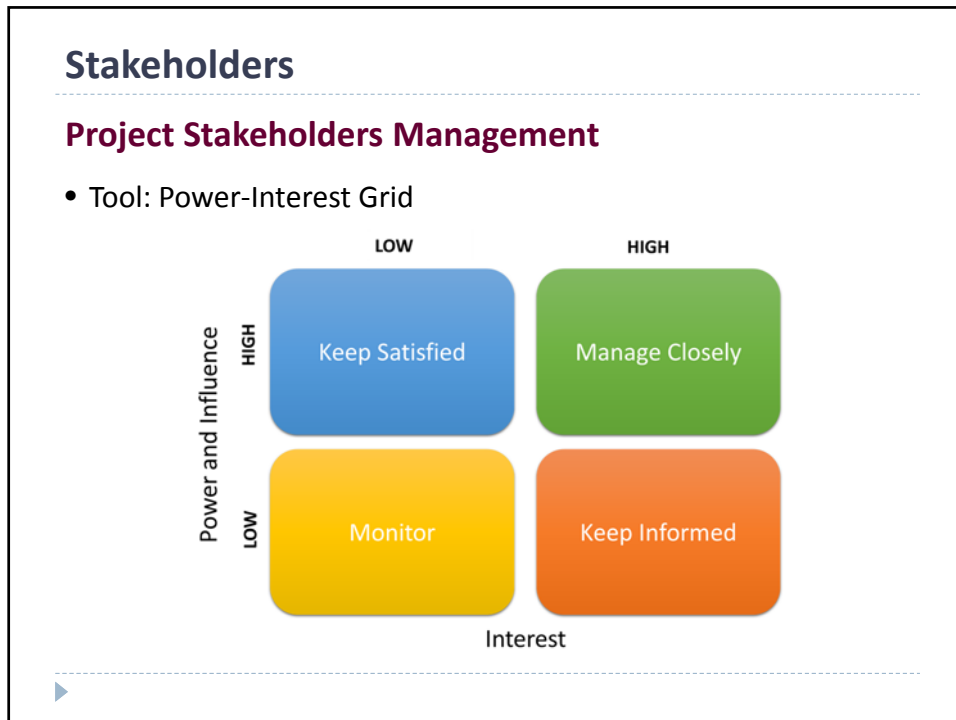 Stakeholders
Project Stakeholders Management
• Tool: Power-Interest Grid
LOW
HIGH
Power and Influence
HIGH
Keep Satisfied
Manage Closely
LOW
Monitor
Keep Informed
Interest